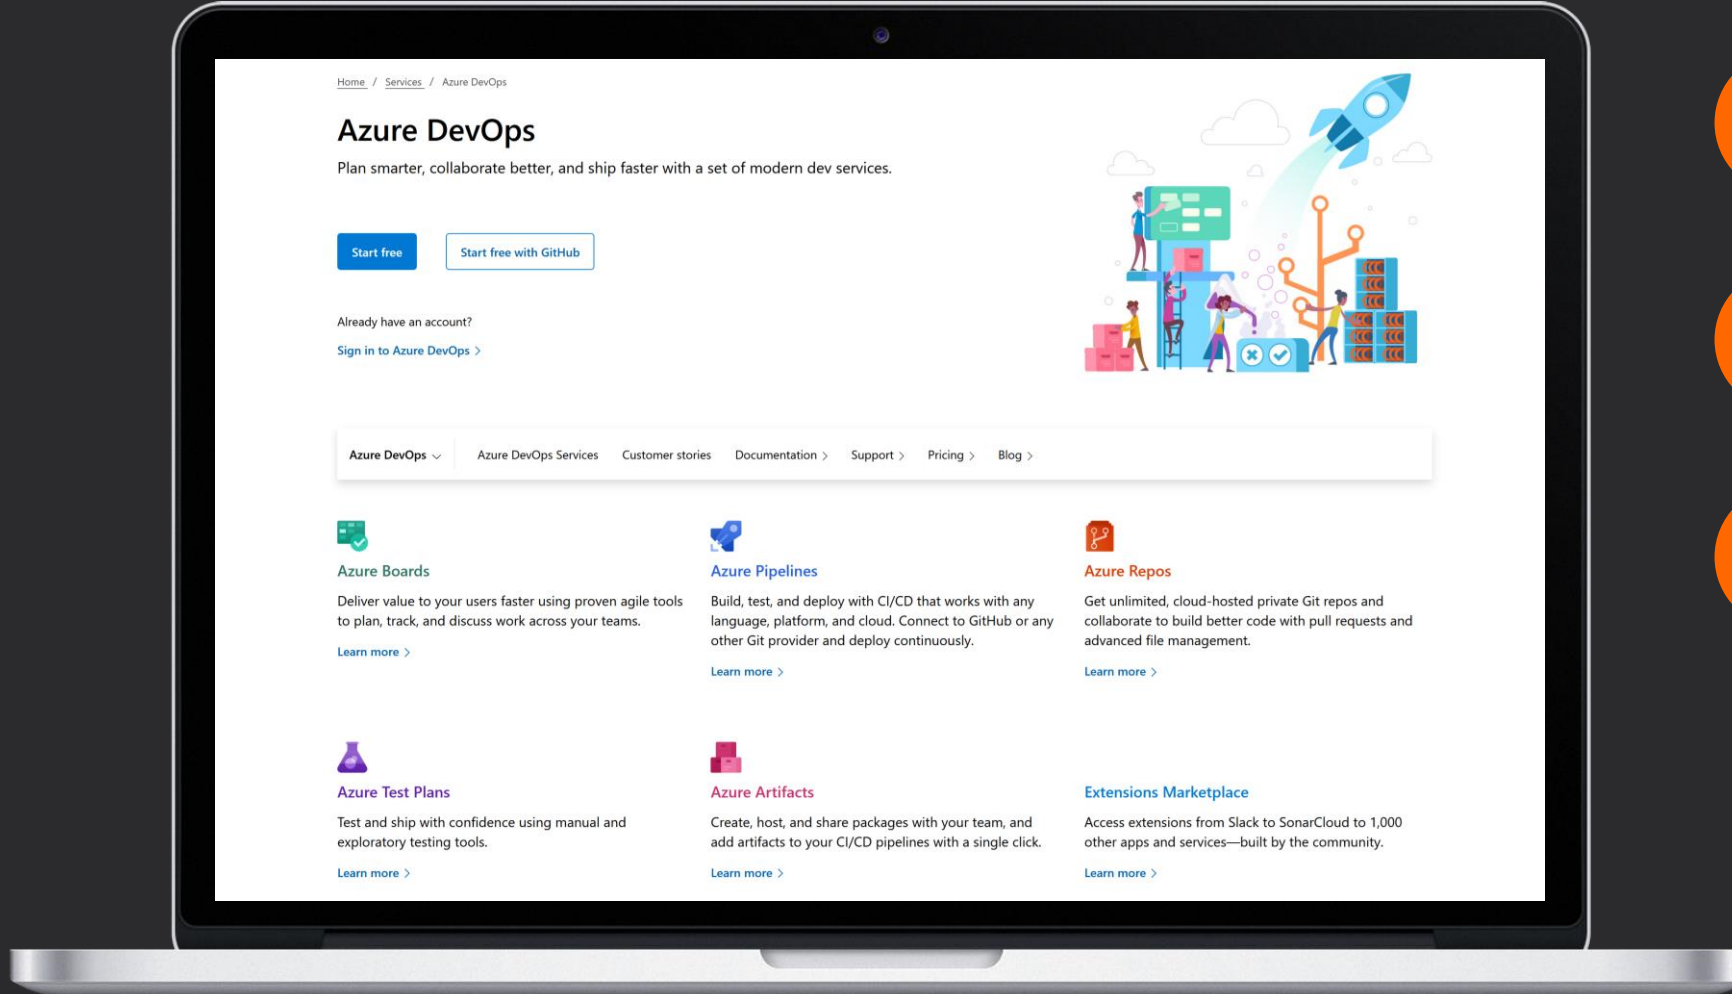 Home / Services / Azure DevOps
Azure DevOps
Plan smarter, collaborate better, and ship faster with a set of modern dev services.
Start free
Start free with GitHub
Already have an account?
Sign in to Azure DevOps >
Azure DevOps
Azure DevOps Services
Customer stories
Documentation >
Support >
Pricing >
Blog >
Azure Boards
Deliver value to your users faster using proven agile tools
to plan, track, and discuss work across your teams.
Learn more >
Azure Pipelines
Build, test, and deploy with CI/CD that works with any
language, platform, and cloud. Connect to GitHub or any
other Git provider and deploy continuously.
Learn more >
Azure Repos
Get unlimited, cloud-hosted private Git repos and
collaborate to build better code with pull requests and
advanced file management.
Learn more >
Azure Test Plans
Test and ship with confidence using manual and
exploratory testing tools.
Learn more >
Azure Artifacts
Create, host, and share packages with your team, and
add artifacts to your CI/CD pipelines with a single click.
Learn more >
Extensions Marketplace
Access extensions from Slack to SonarCloud to 1,000
other apps and services—built by the community.
Learn more >